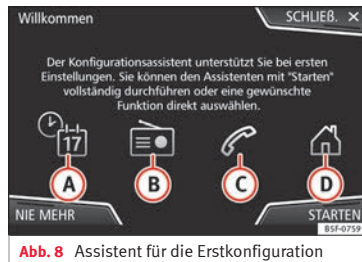 Willkommen
SCHLIEß. ×
Der Konfigurationsassistent unterstützt Sie bei ersten
Einstellungen. Sie können den Assistenten mit "Starten"
vollständig durchführen oder eine gewünschte
Funktion direkt auswählen.
17
A B C D
NIE MEHR
STARTEN
BSF-0759
Abb. 8 Assistent für die Erstkonfiguration